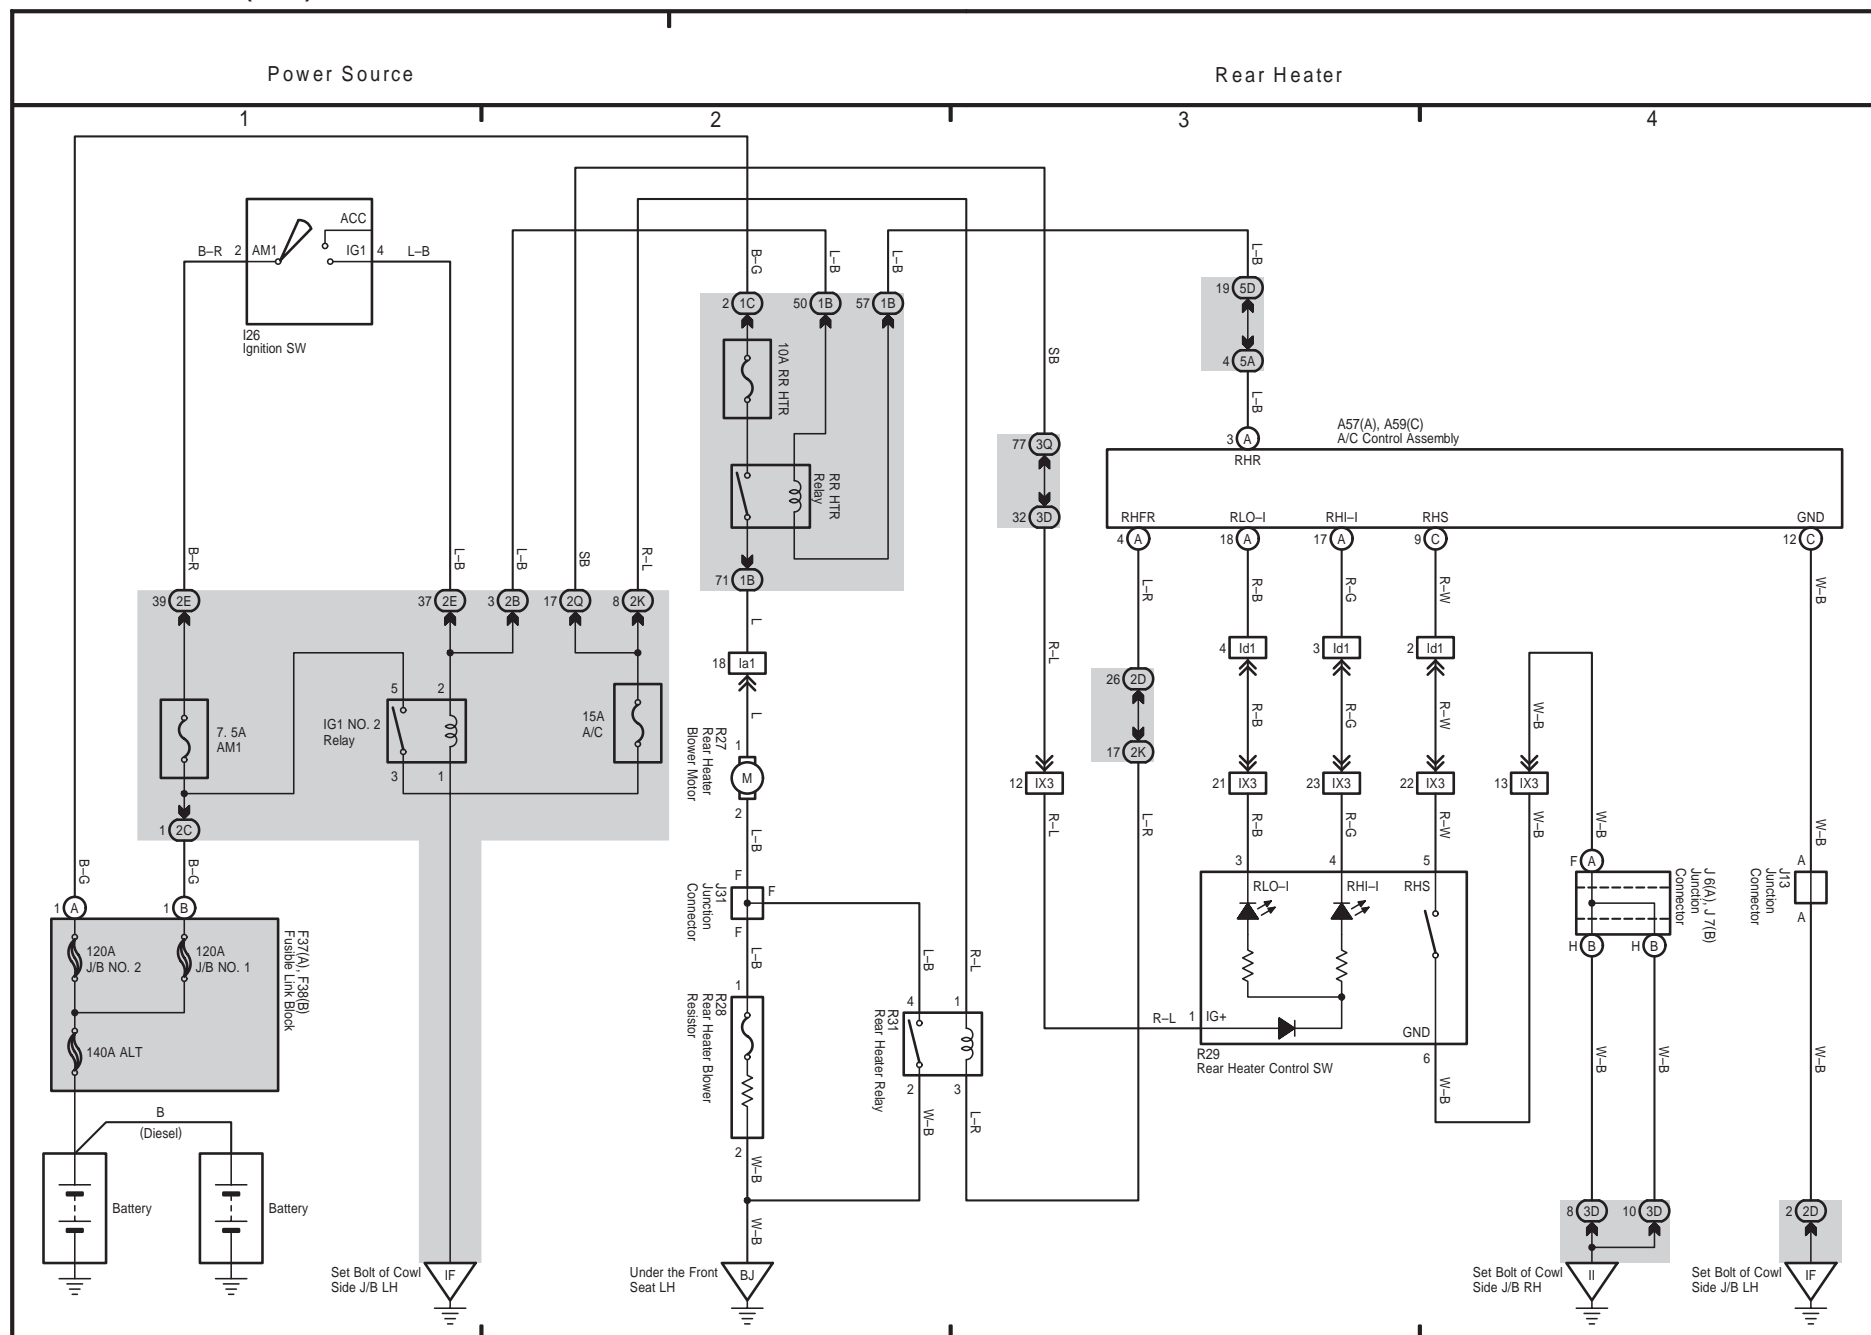 Power Source
Rear Heater
1
2
3
4
ACC
B–R
2
AM1
IG1
4
L–B
I26
Ignition SW
B–G
L–B
L–B
L–B
2
1C
50
1B
57
1B
10A RR HTR
RR HTR
Relay
71
1B
SB
77
3Q
32
3D
19
5D
4
5A
L–B
A57(A), A59(C)
A/C Control Assembly
3
A
RHR
RHFR
RLO–I
RHI–I
RHS
GND
4
A
18
A
17
A
9
C
12
C
B–R
L–B
L–B
SB
R–L
39
2E
37
2E
3
2B
17
2Q
8
2K
L
L–R
R–B
R–G
R–W
W–B
R–L
18
Ia1
4
Id1
3
Id1
2
Id1
26
2D
17
2K
7. 5A
AM1
5
2
IG1 NO. 2
Relay
3
1
15A
A/C
L
R27
Rear Heater
Blower Motor
1
M
2
R–B
R–G
R–W
W–B
12
IX3
21
IX3
23
IX3
22
IX3
13
IX3
1
2C
B–G
B–G
L–B
R–L
L–R
R–B
R–G
R–W
W–B
W–B
W–B
1
A
1
B
120A
J/B NO. 2
120A
J/B NO. 1
140A ALT
F37(A), F38(B)
Fusible Link Block
F
F
F
J31
Junction
Connector
L–B
L–B
R–L
3
4
5
RLO–I
RHI–I
RHS
F
A
J 6(A), J 7(B)
Junction
Connector
H
B
H
B
A
J13
Junction
Connector
A
1
R28
Rear Heater Blower
Resistor
2
4
1
R31
Rear Heater Relay
2
3
R–L
1
IG+
GND
R29
Rear Heater Control SW
6
W–B
W–B
W–B
W–B
B
(Diesel)
Battery
Battery
W–B
L–R
W–B
W–B
8
3D
10
3D
2
2D
Set Bolt of Cowl
Side J/B LH
IF
Under the Front
Seat LH
BJ
Set Bolt of Cowl
Side J/B RH
II
Set Bolt of Cowl
Side J/B LH
IF